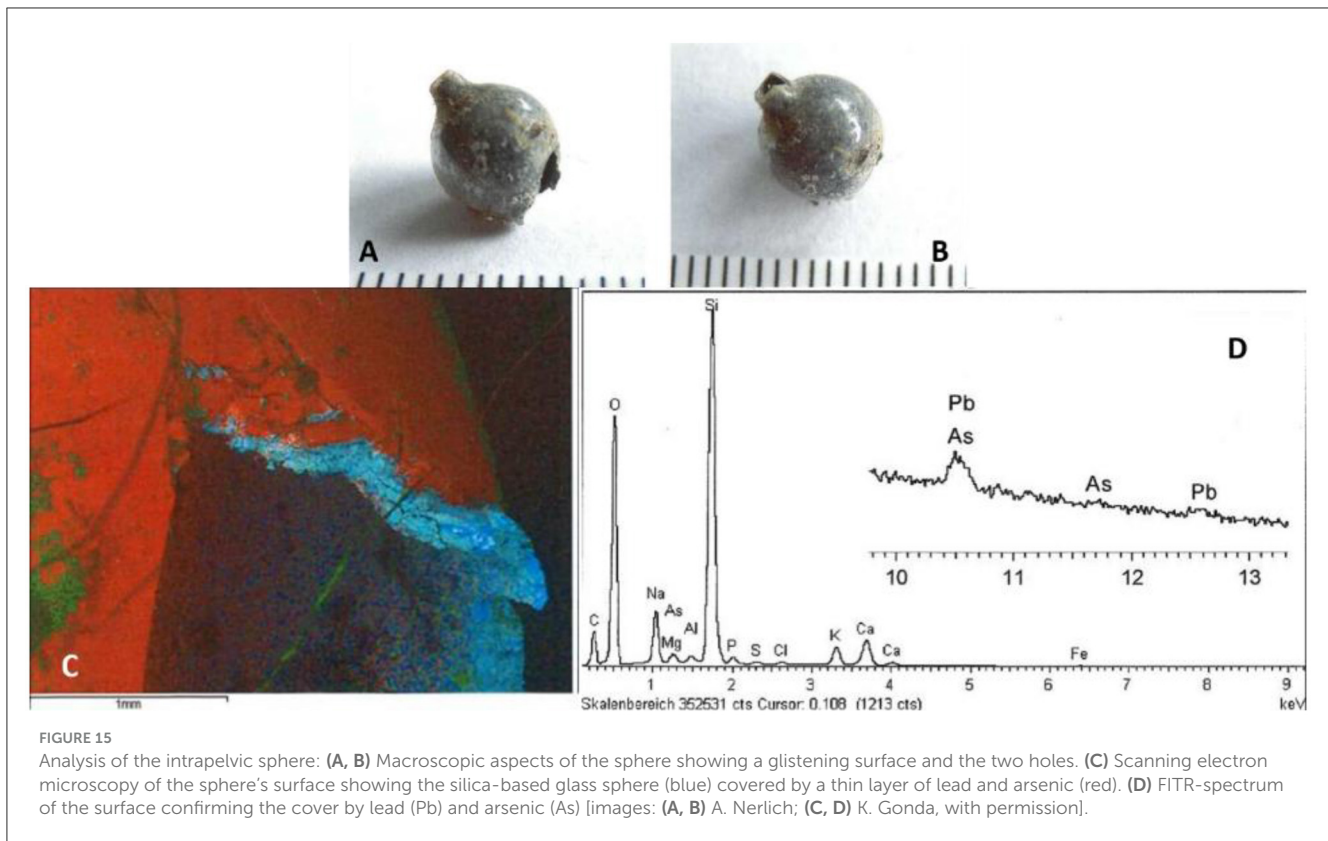 A
B
C
1mm
D
Si
O
Na
As
C
Mg
Al
P
S
Cl
K
Ca
Ca
Fe
Pb
As
As
Pb
10 11 12 13
1 2 3 4 5 6 7 8 9
Skalenbereich 352531 cts Cursor: 0.108 (1213 cts)
keV
FIGURE 15
Analysis of the intrapelvic sphere: (A, B) Macroscopic aspects of the sphere showing a glistening surface and the two holes. (C) Scanning electron
microscopy of the sphere's surface showing the silica-based glass sphere (blue) covered by a thin layer of lead and arsenic (red). (D) FITR-spectrum
of the surface confirming the cover by lead (Pb) and arsenic (As) [images: (A, B) A. Nerlich; (C, D) K. Gonda, with permission].